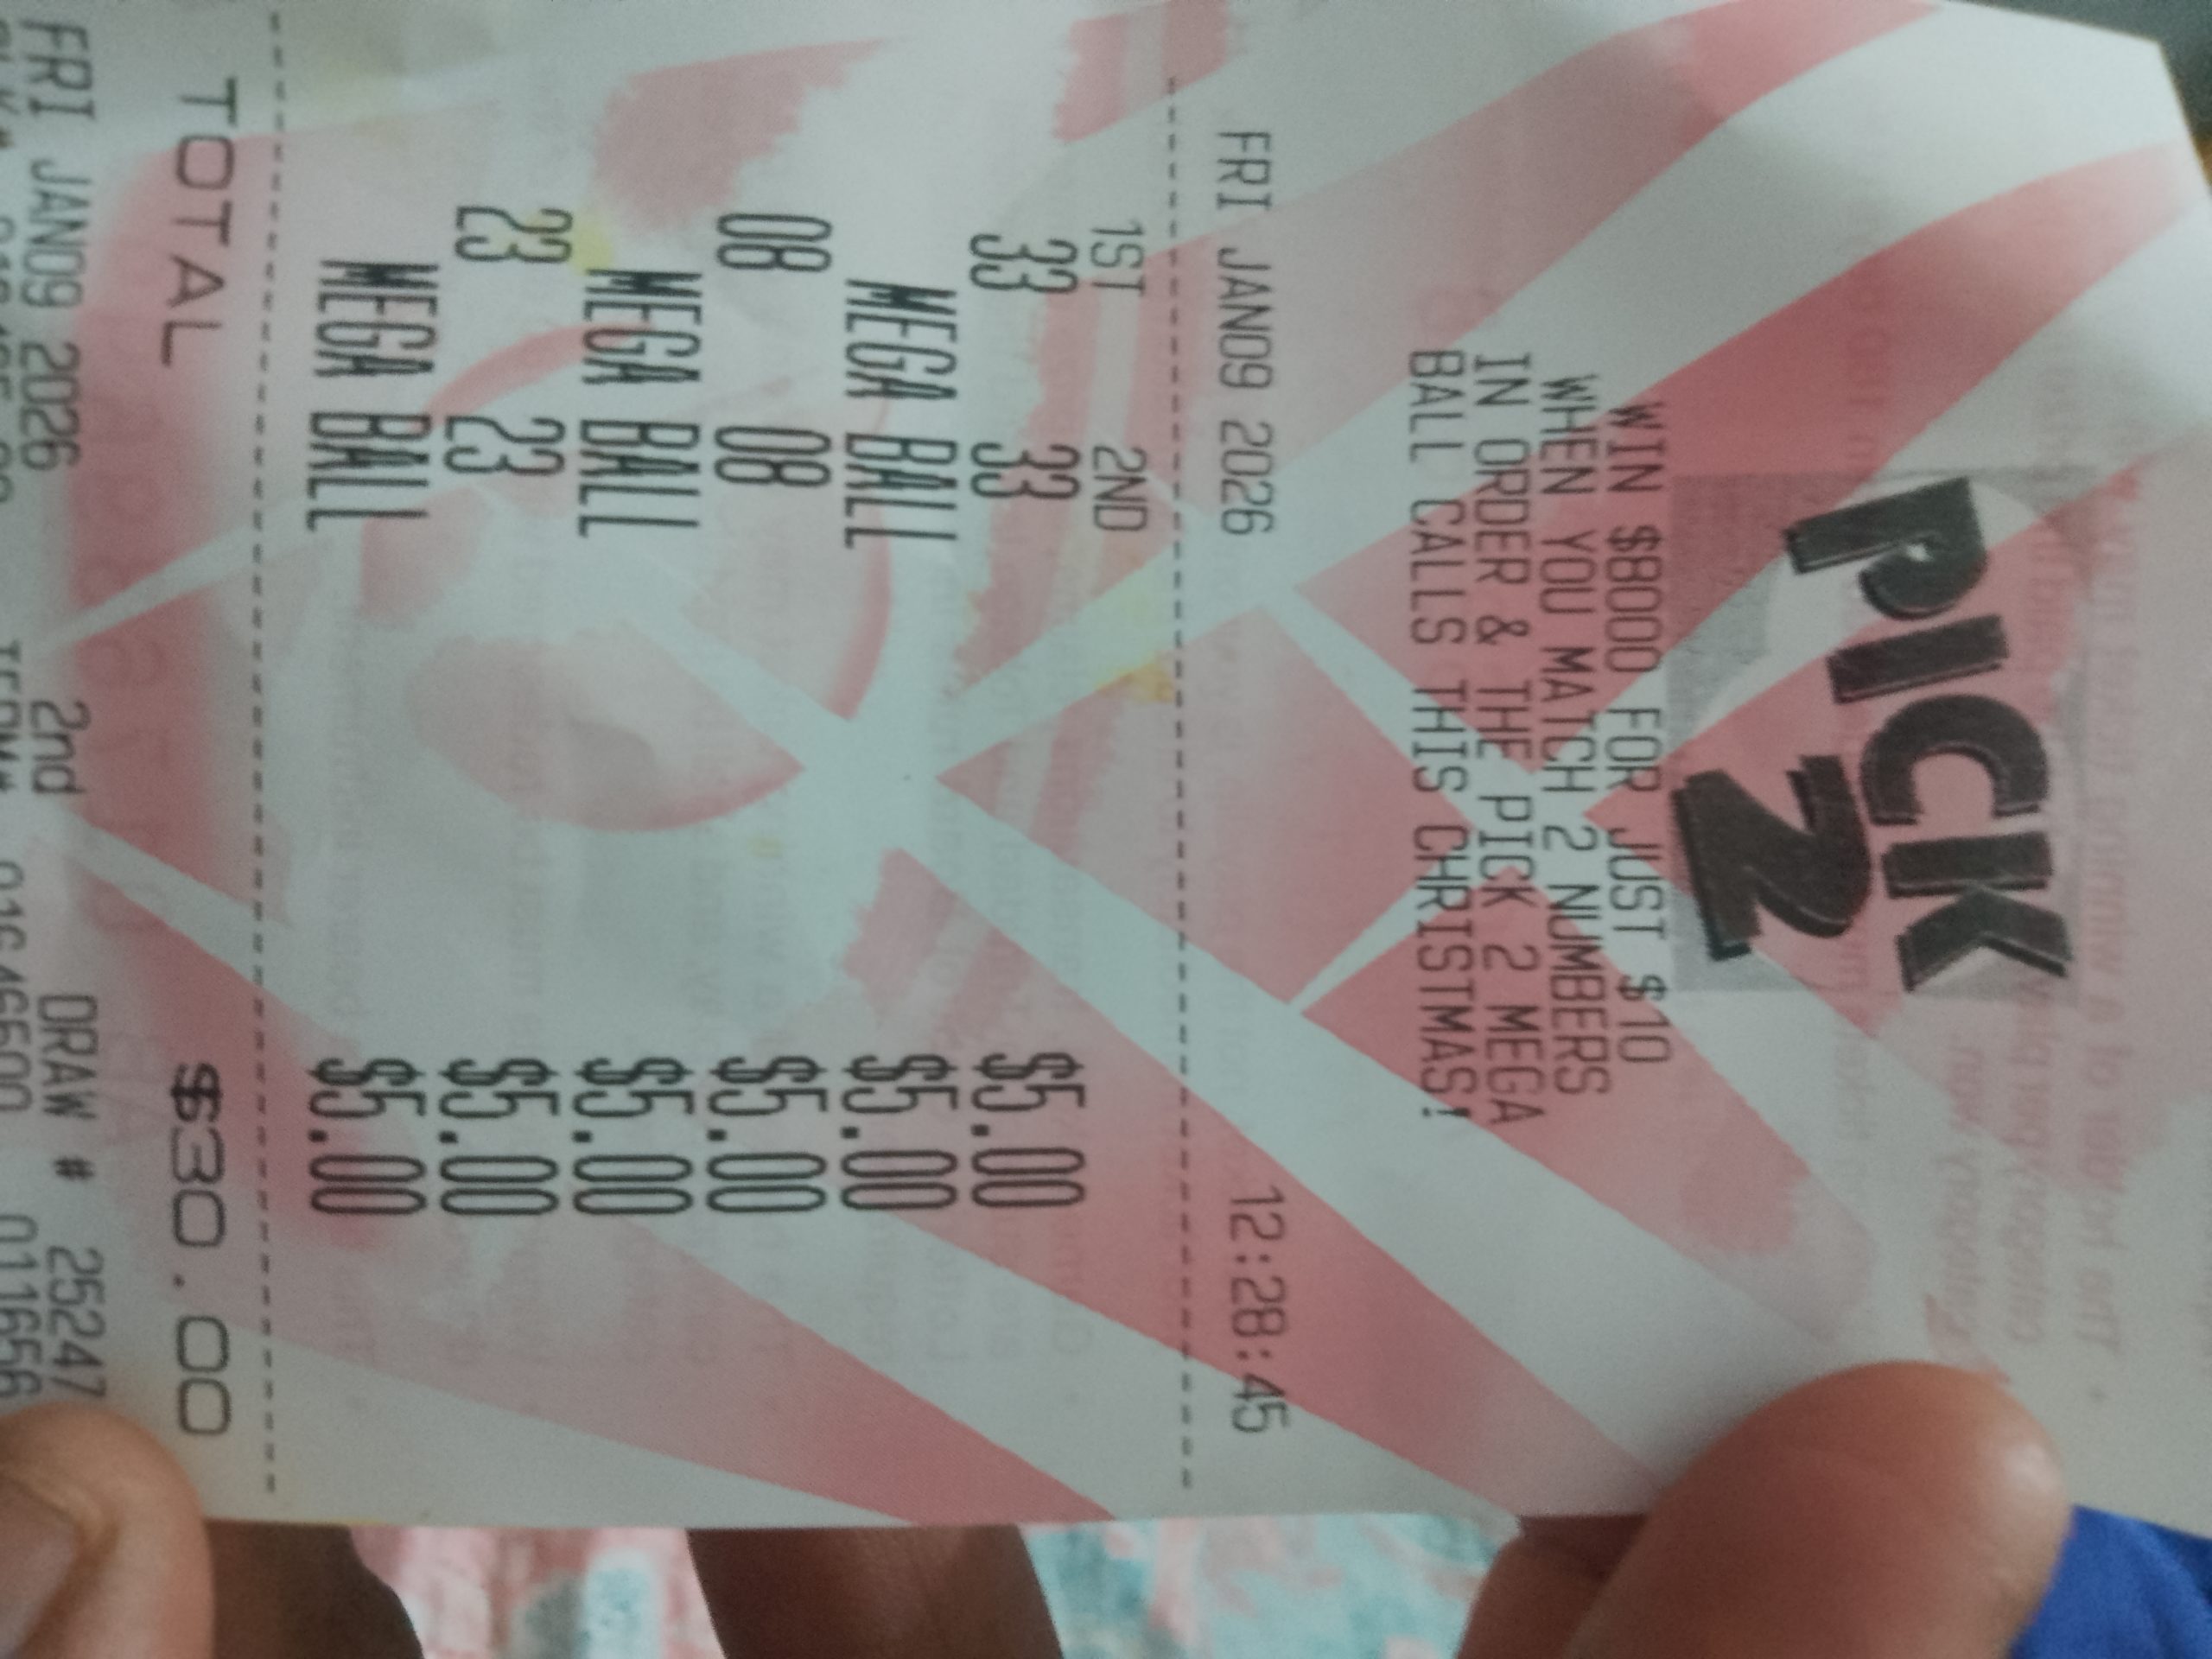 PICK
2
WIN $8000 FOR JUST $10
WHEN YOU MATCH 2 NUMBERS
IN ORDER & THE PICK 2 MEGA
BALL CALLS THIS CHRISTMAS!
FRI JAN09 2026 12:28:45
1ST 2ND
33 33 $5.00
MEGA BALL $5.00
08 08 $5.00
MEGA BALL $5.00
23 23 $5.00
MEGA BALL $5.00
TOTAL $30.00
FRI JAN09 2026 2nd DRAW # 25247
011656